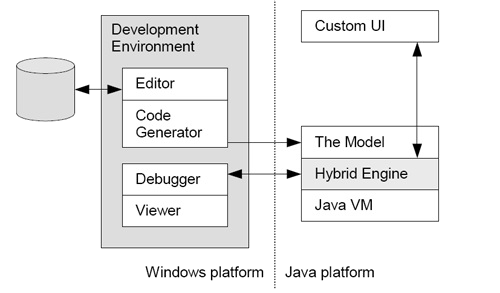 Development
Environment
Editor
Code
Generator
Debugger
Viewer
Custom UI
The Model
Hybrid Engine
Java VM
Windows platform
Java platform